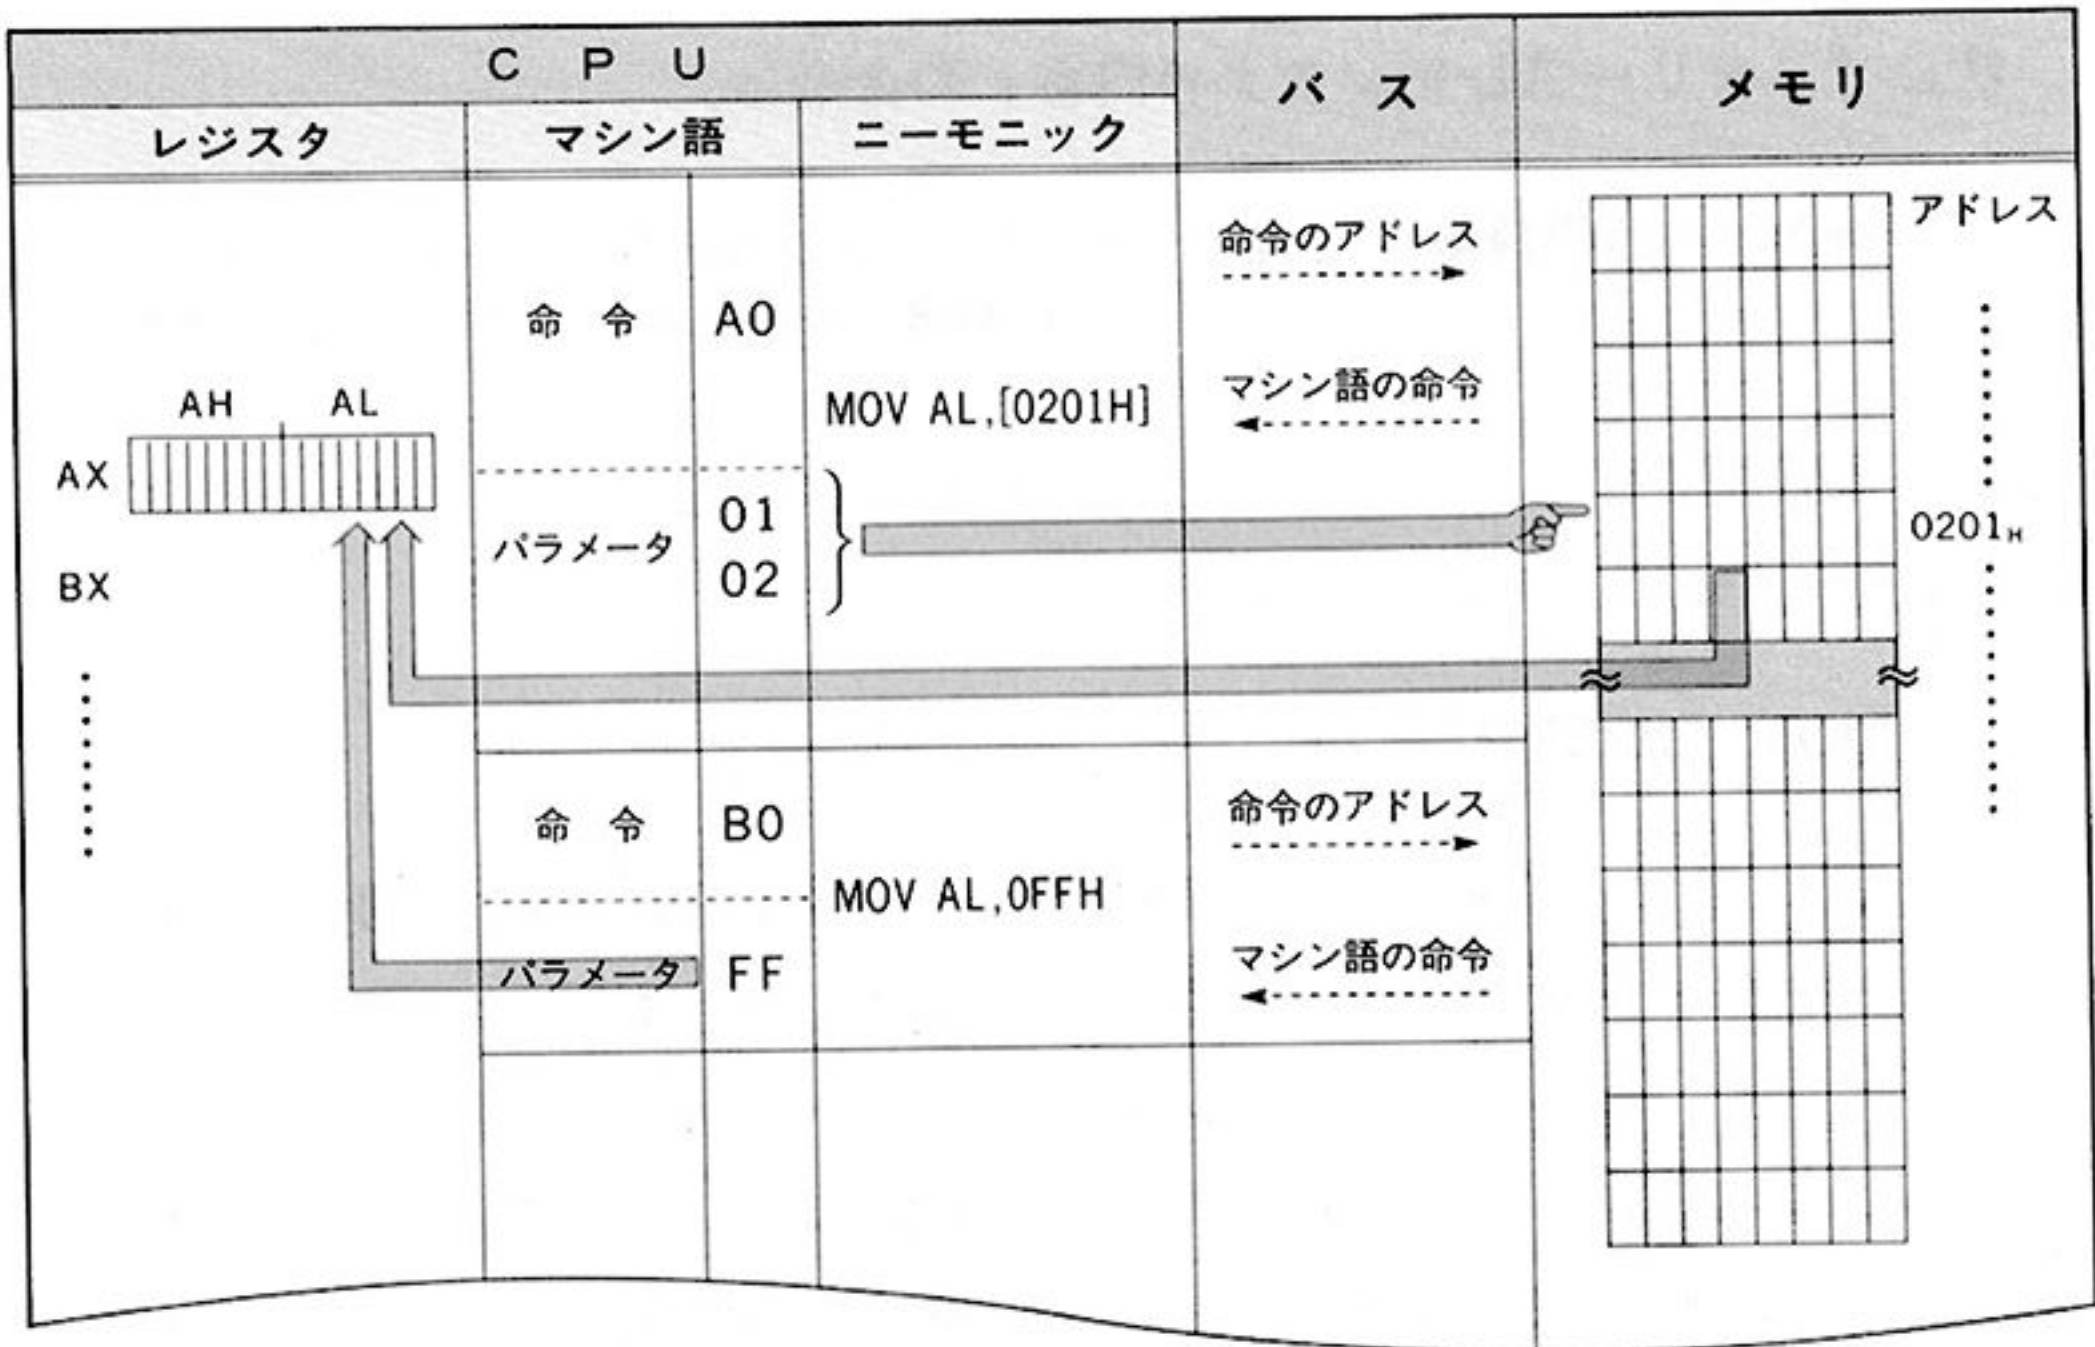 CPU
バス
メモリ
レジスタ
マシン語
ニーモニック
アドレス
命令のアドレス
命令
A0
マシン語の命令
AH
AL
MOV AL,[0201H]
AX
01
パラメータ
02
0201H
BX
命令
B0
命令のアドレス
MOV AL,0FFH
パラメータ
FF
マシン語の命令